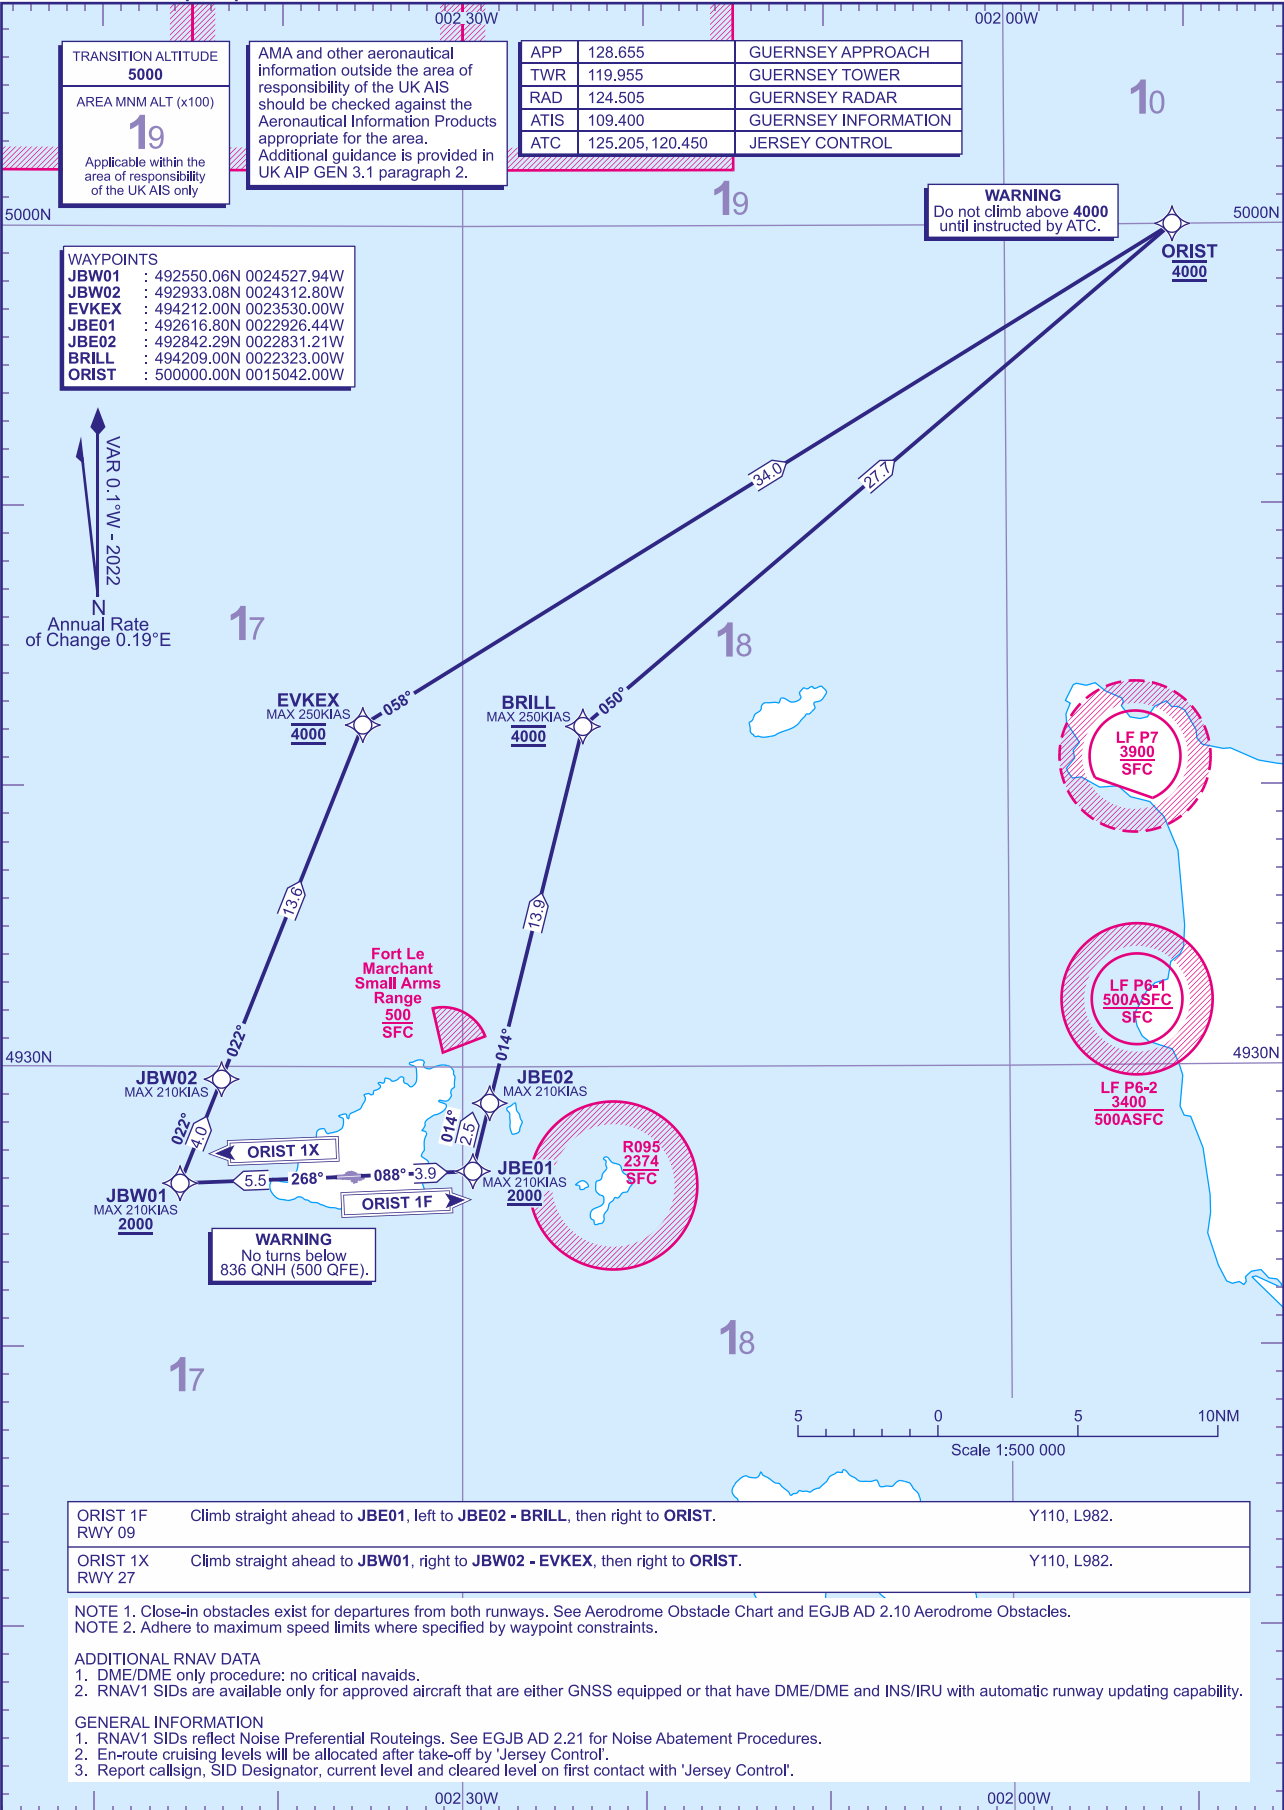 002 30W
002 00W
TRANSITION ALTITUDE
5000
AREA MNM ALT (x100)
19
Applicable within the
area of responsibility
of the UK AIS only
AMA and other aeronautical
information outside the area of
responsibility of the UK AIS
should be checked against the
Aeronautical Information Products
appropriate for the area.
Additional guidance is provided in
UK AIP GEN 3.1 paragraph 2.
APP 128.655 GUERNSEY APPROACH
TWR 119.955 GUERNSEY TOWER
RAD 124.505 GUERNSEY RADAR
ATIS 109.400 GUERNSEY INFORMATION
ATC 125.205, 120.450 JERSEY CONTROL
10
19
WARNING
Do not climb above 4000
until instructed by ATC.
5000N
5000N
ORIST
4000
WAYPOINTS
JBW01 : 492550.06N 0024527.94W
JBW02 : 492933.08N 0024312.80W
EVKEX : 494212.00N 0023530.00W
JBE01 : 492616.80N 0022926.44W
JBE02 : 492842.29N 0022831.21W
BRILL : 494209.00N 0022323.00W
ORIST : 500000.00N 0015042.00W
VAR 0.1°W - 2022
N
Annual Rate
of Change 0.19°E
34.0
27.7
17
18
EVKEX
MAX 250KIAS
4000
058°
BRILL
MAX 250KIAS
4000
050°
LF P7
3900
SFC
13.6
13.9
Fort Le
Marchant
Small Arms
Range
500
SFC
LF P6-1
500ASFC
SFC
022°
014°
4930N
4930N
JBW02
MAX 210KIAS
JBE02
MAX 210KIAS
LF P6-2
3400
500ASFC
022°
4.0
014°
2.5
ORIST 1X
R095
2374
SFC
5.5
268°
088°
3.9
JBE01
MAX 210KIAS
2000
JBW01
MAX 210KIAS
2000
ORIST 1F
WARNING
No turns below
836 QNH (500 QFE).
17
18
5 0 5 10NM
Scale 1:500 000
ORIST 1F Climb straight ahead to JBE01, left to JBE02 - BRILL, then right to ORIST. Y110, L982.
RWY 09
ORIST 1X Climb straight ahead to JBW01, right to JBW02 - EVKEX, then right to ORIST. Y110, L982.
RWY 27
NOTE 1. Close-in obstacles exist for departures from both runways. See Aerodrome Obstacle Chart and EGJB AD 2.10 Aerodrome Obstacles.
NOTE 2. Adhere to maximum speed limits where specified by waypoint constraints.
ADDITIONAL RNAV DATA
1. DME/DME only procedure: no critical navaids.
2. RNAV1 SIDs are available only for approved aircraft that are either GNSS equipped or that have DME/DME and INS/IRU with automatic runway updating capability.
GENERAL INFORMATION
1. RNAV1 SIDs reflect Noise Preferential Routeings. See EGJB AD 2.21 for Noise Abatement Procedures.
2. En-route cruising levels will be allocated after take-off by 'Jersey Control'.
3. Report callsign, SID Designator, current level and cleared level on first contact with 'Jersey Control'.
002 30W
002 00W